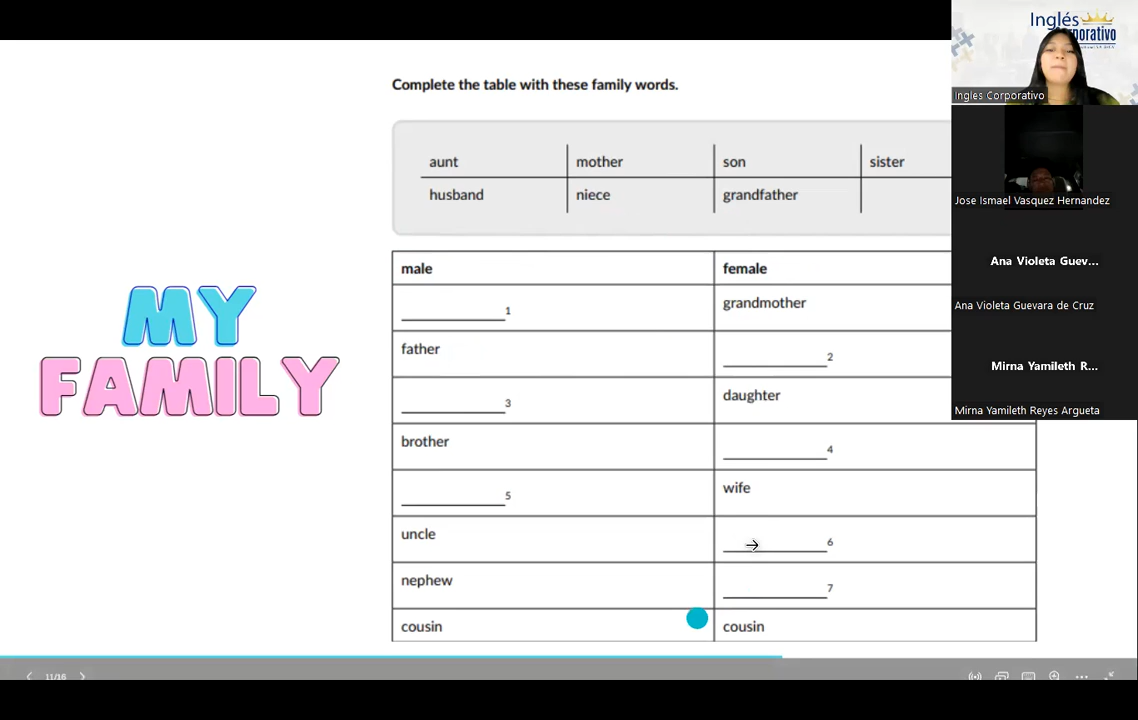 Complete the table with these family words.
aunt mother son sister
husband niece grandfather
male female
1 grandmother
father 2
3 daughter
brother 4
5 wife
uncle 6
nephew 7
cousin cousin
MY
FAMILY
Inglés
Corporativo
Ingles Corporativo
Jose Ismael Vasquez Hernandez
Ana Violeta Guev...
Ana Violeta Guevara de Cruz
Mirna Yamileth R...
Mirna Yamileth Reyes Argueta
11/16